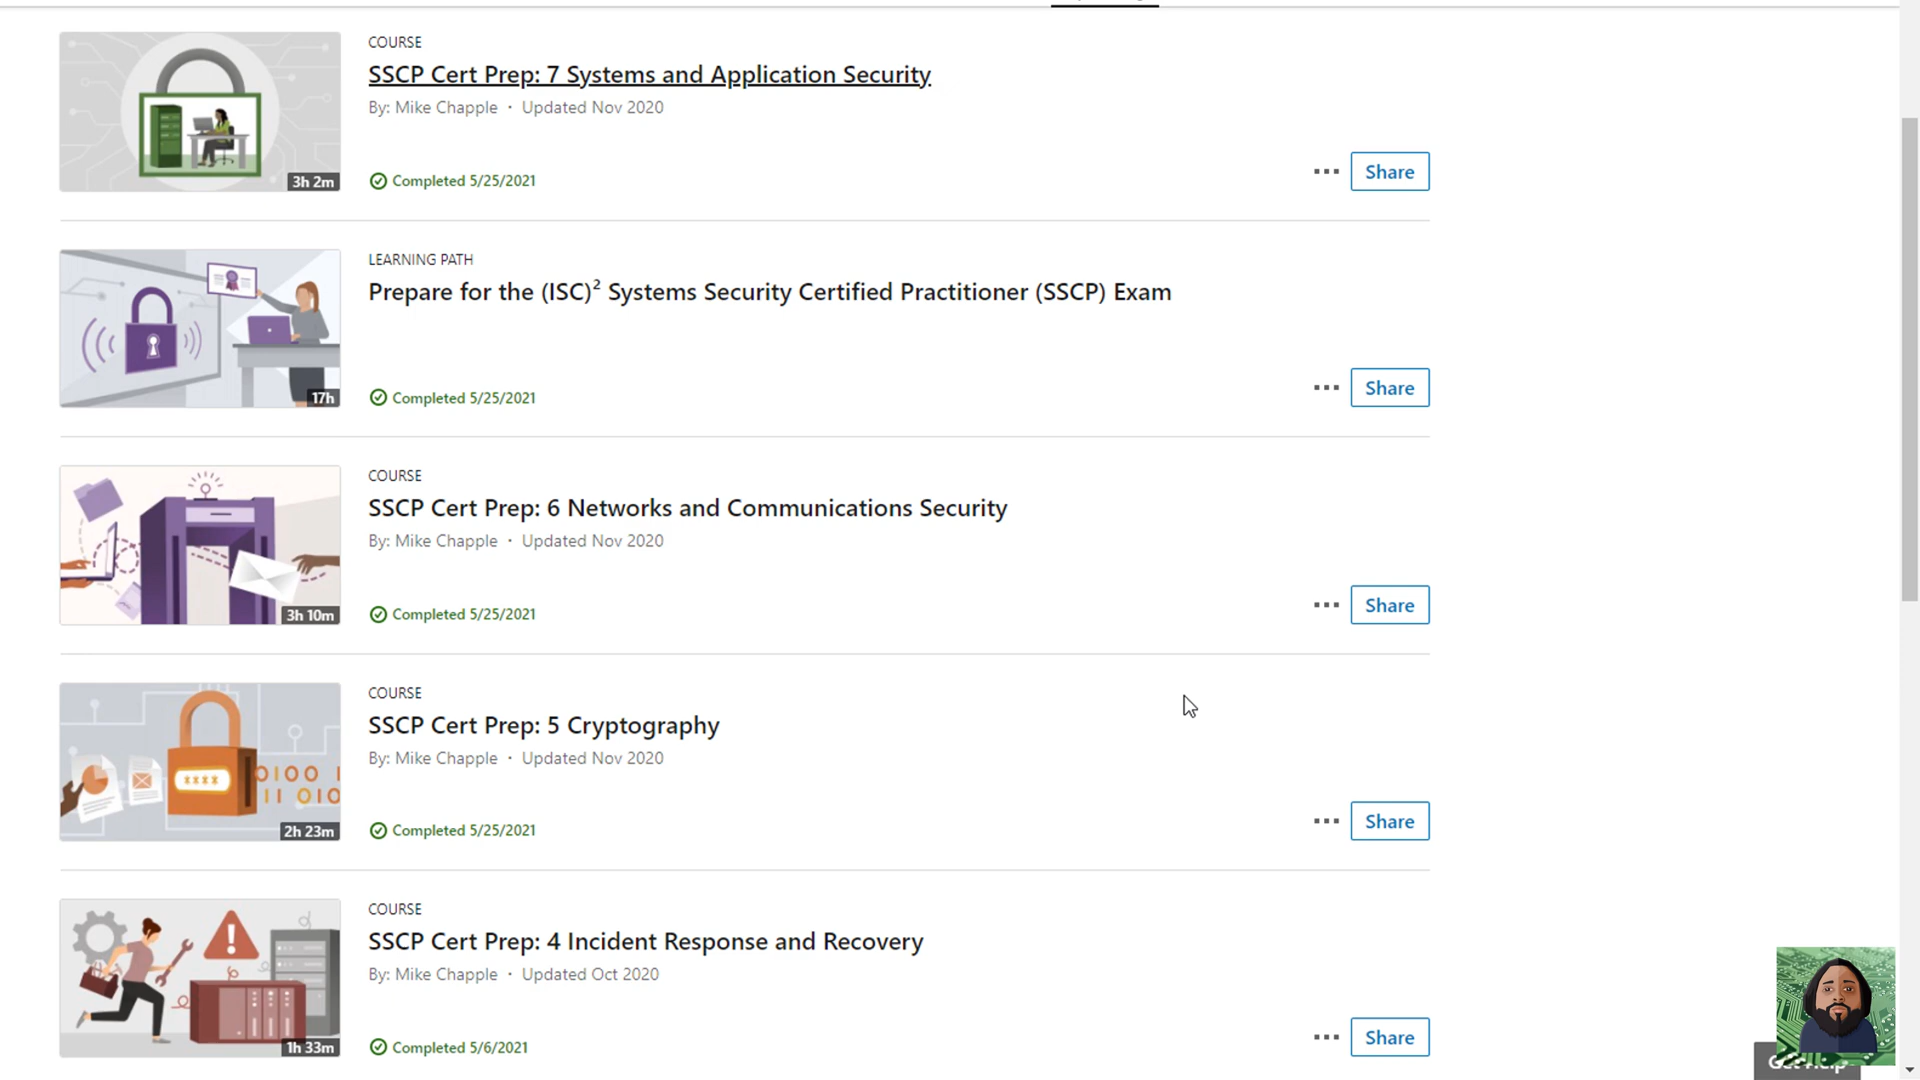 COURSE
SSCP Cert Prep: 7 Systems and Application Security
By: Mike Chapple · Updated Nov 2020
3h 2m
Completed 5/25/2021
Share
LEARNING PATH
Prepare for the (ISC)² Systems Security Certified Practitioner (SSCP) Exam
17h
Completed 5/25/2021
Share
COURSE
SSCP Cert Prep: 6 Networks and Communications Security
By: Mike Chapple · Updated Nov 2020
3h 10m
Completed 5/25/2021
Share
COURSE
SSCP Cert Prep: 5 Cryptography
By: Mike Chapple · Updated Nov 2020
0100 1
11 010
2h 23m
Completed 5/25/2021
Share
COURSE
SSCP Cert Prep: 4 Incident Response and Recovery
By: Mike Chapple · Updated Oct 2020
1h 33m
Completed 5/6/2021
Share